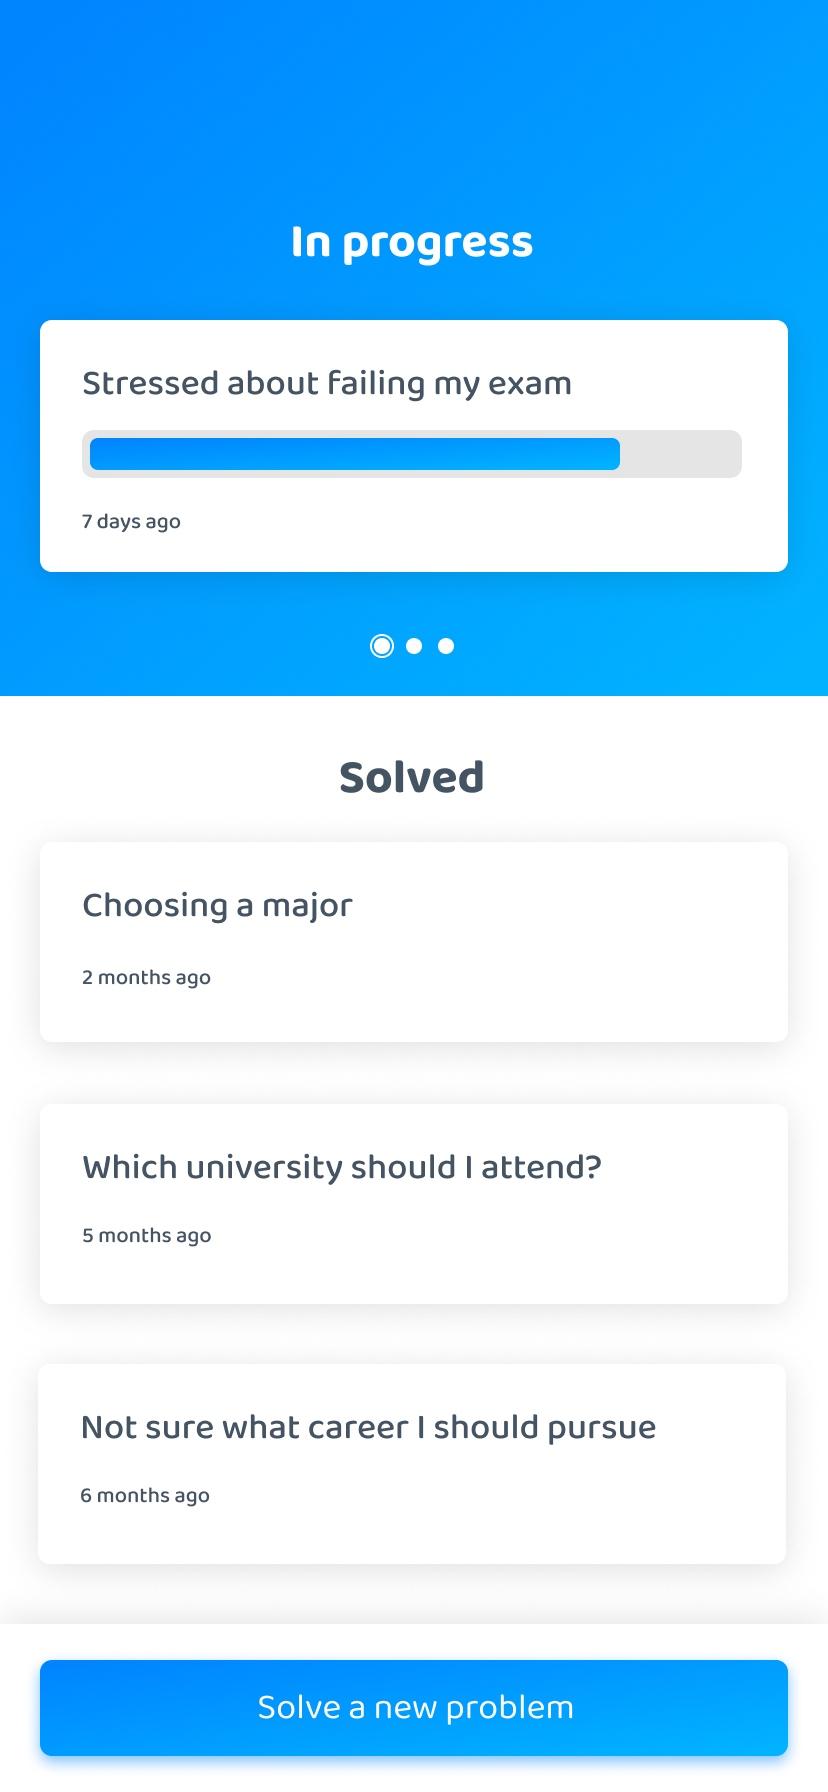 In progress
Stressed about failing my exam
7 days ago
Solved
Choosing a major
2 months ago
Which university should I attend?
5 months ago
Not sure what career I should pursue
6 months ago
Solve a new problem